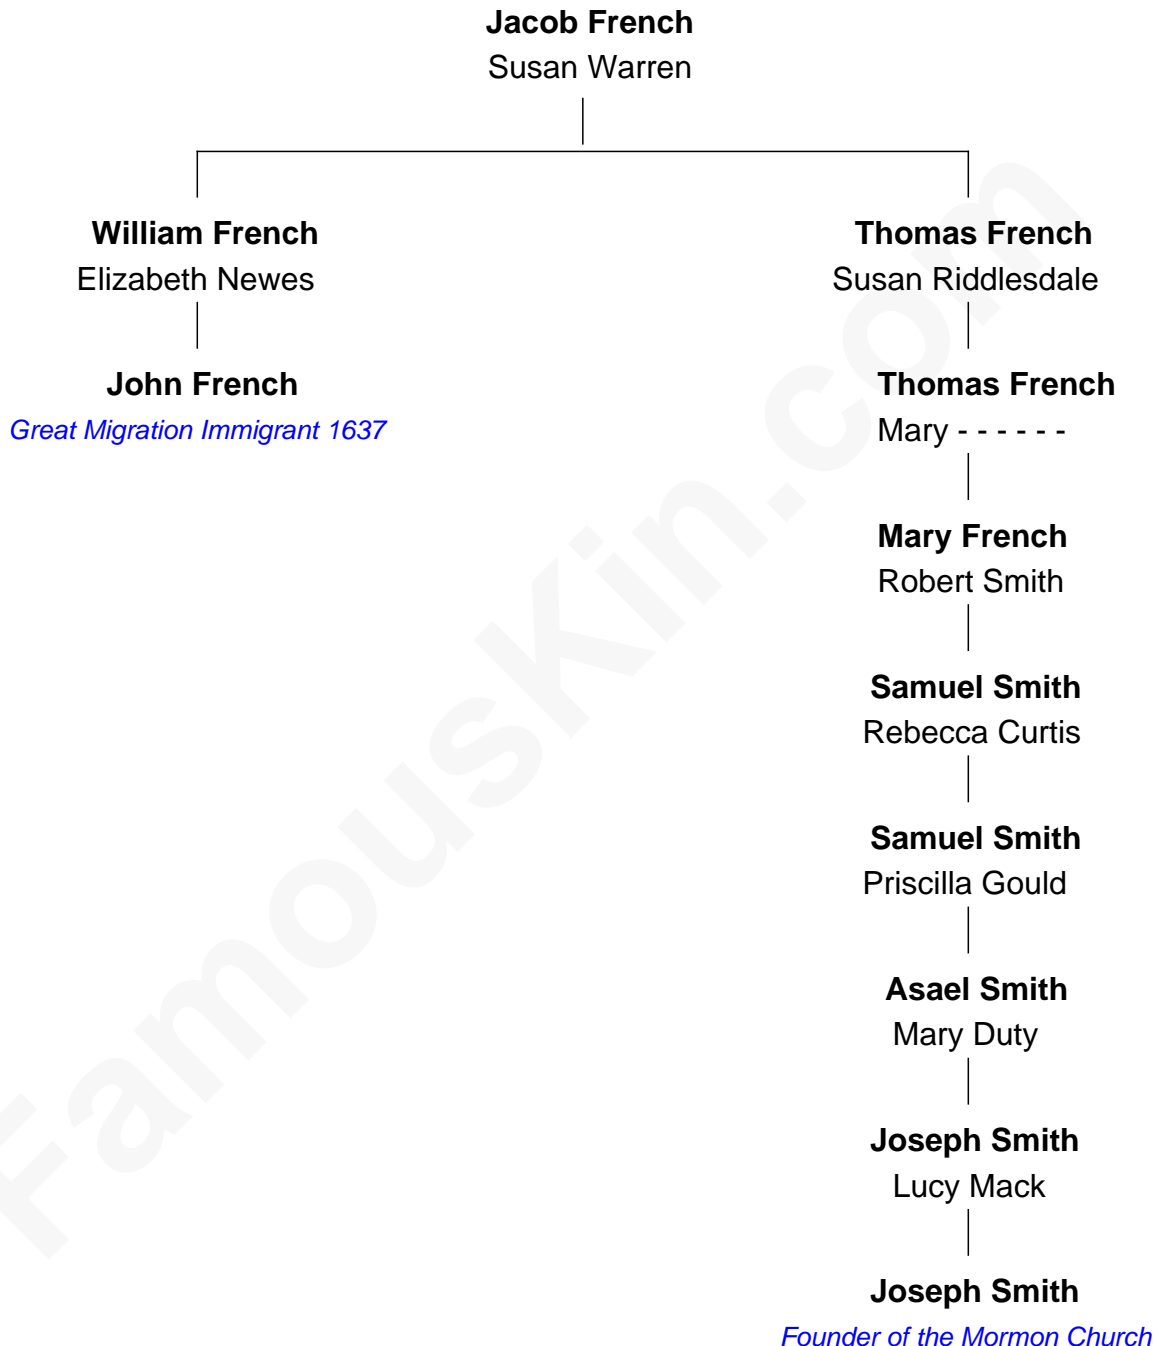 Jacob French
Susan Warren
William French
Elizabeth Newes
John French
Great Migration Immigrant 1637
Thomas French
Susan Riddlesdale
Thomas French
Mary - - - - - -
Mary French
Robert Smith
Samuel Smith
Rebecca Curtis
Samuel Smith
Priscilla Gould
Asael Smith
Mary Duty
Joseph Smith
Lucy Mack
Joseph Smith
Founder of the Mormon Church
FamousKin.com